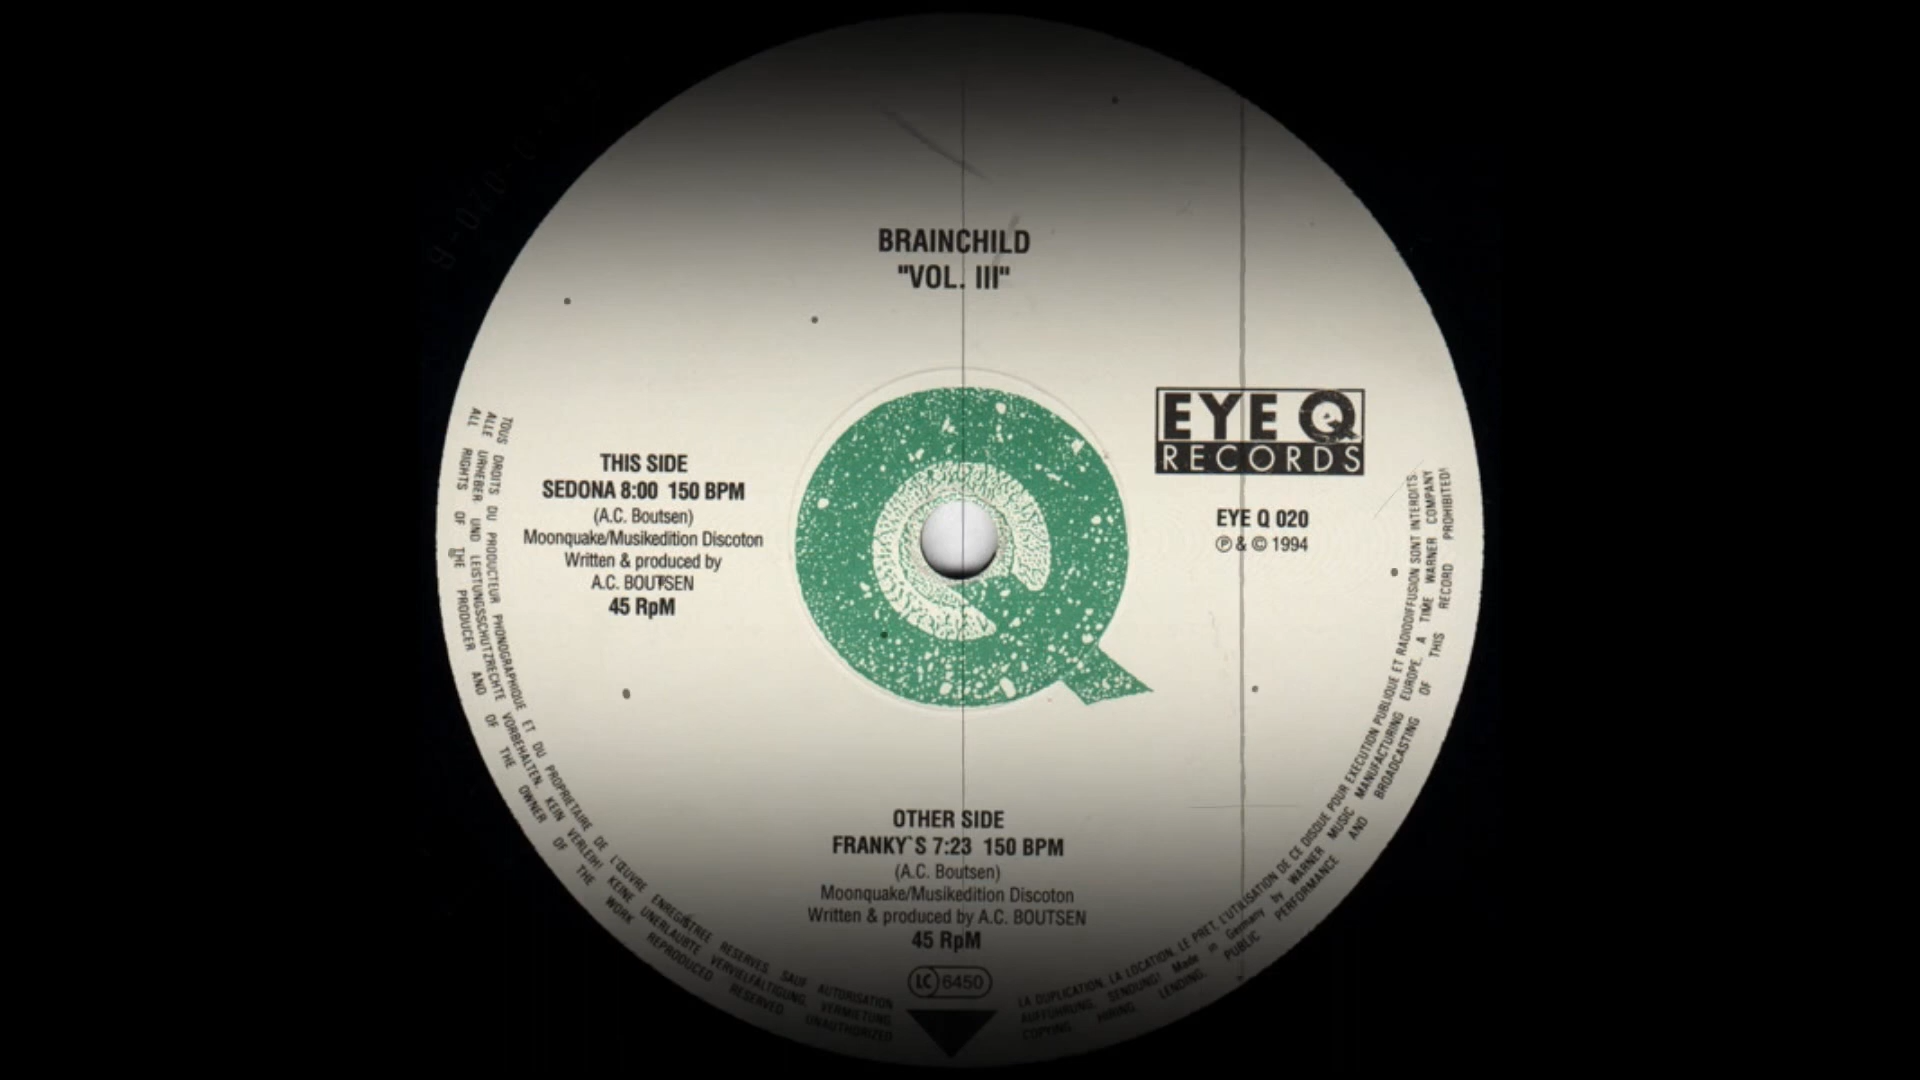 BRAINCHILD
"VOL. III"
EYE Q
RECORDS
EYE Q 020
℗ & © 1994
THIS SIDE
SEDONA 8:00 150 BPM
(A.C. Boutsen)
Moonquake/Musikedition Discoton
Written & produced by
A.C. BOUTSEN
45 RpM
OTHER SIDE
FRANKY`S 7:23 150 BPM
(A.C. Boutsen)
Moonquake/Musikedition Discoton
Written & produced by A.C. BOUTSEN
45 RpM
LC 6450
TOUS DROITS DU PRODUCTEUR PHONOGRAPHIQUE ET DU PROPRIETAIRE DE L'ŒUVRE ENREGISTREE RESERVES. SAUF AUTORISATION
LA DUPLICATION, LA LOCATION, LE PRET, L'UTILISATION DE CE DISQUE POUR EXECUTION PUBLIQUE ET RADIODIFFUSION SONT INTERDITS.
ALLE URHEBER UND LEISTUNGSSCHUTZRECHTE VORBEHALTEN. KEIN VERLEIH! KEINE UNERLAUBTE VERVIELFÄLTIGUNG, VERMIETUNG,
AUFFÜHRUNG, SENDUNG! Made in Germany by WARNER MUSIC MANUFACTURING EUROPE. A TIME WARNER COMPANY
ALL RIGHTS OF THE PRODUCER AND OF THE OWNER OF THE WORK REPRODUCED RESERVED. UNAUTHORIZED
COPYING, HIRING, LENDING, PUBLIC PERFORMANCE AND BROADCASTING OF THIS RECORD PROHIBITED!